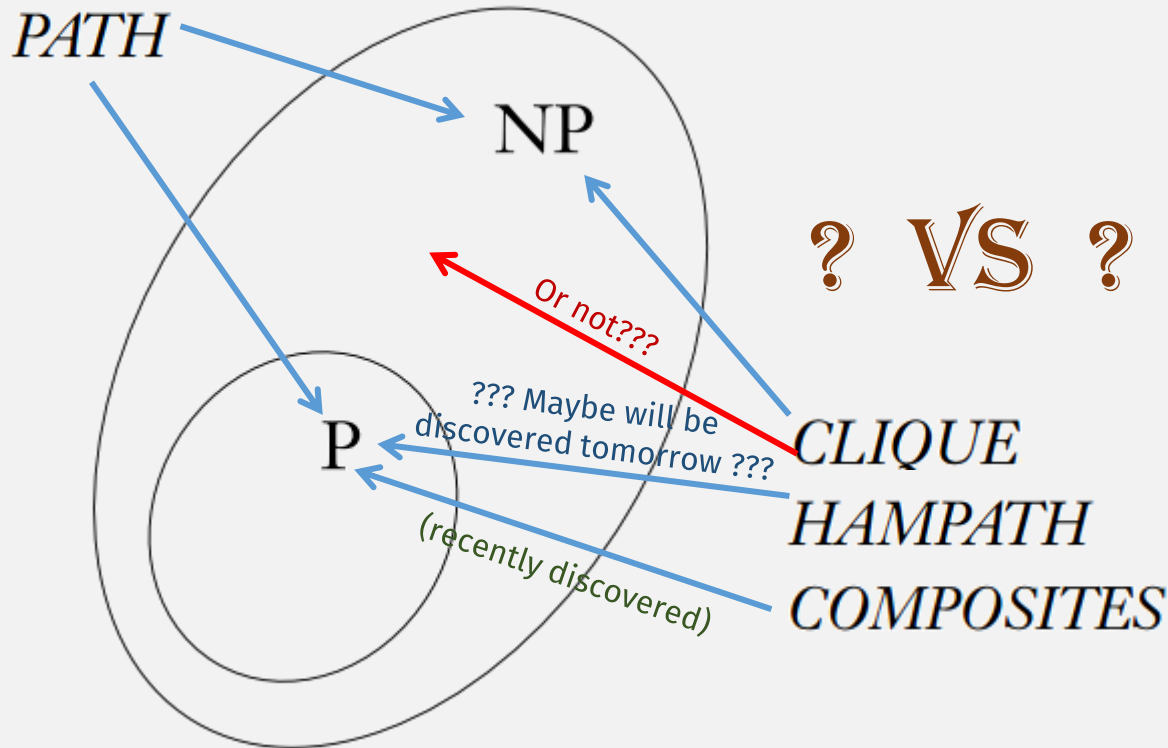 PATH
NP
? VS ?
Or not???
??? Maybe will be
discovered tomorrow ???
P
CLIQUE
HAMPATH
(recently discovered)
COMPOSITES